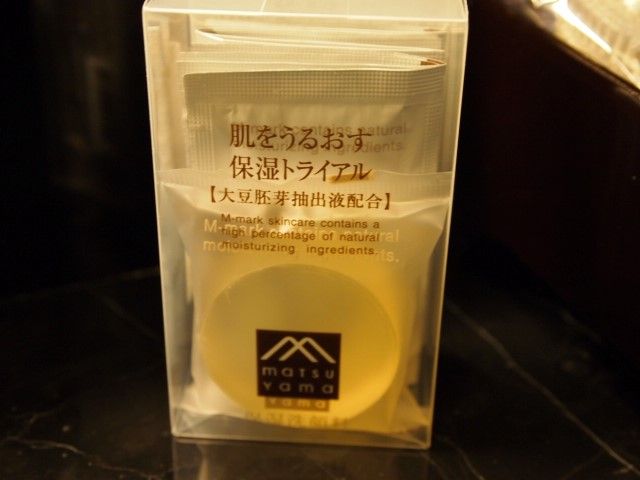 肌をうるおす
保湿トライアル
【大豆胚芽抽出液配合】
M-mark skincare contains a
high percentage of natural
moisturizing ingredients.
matsu
yama